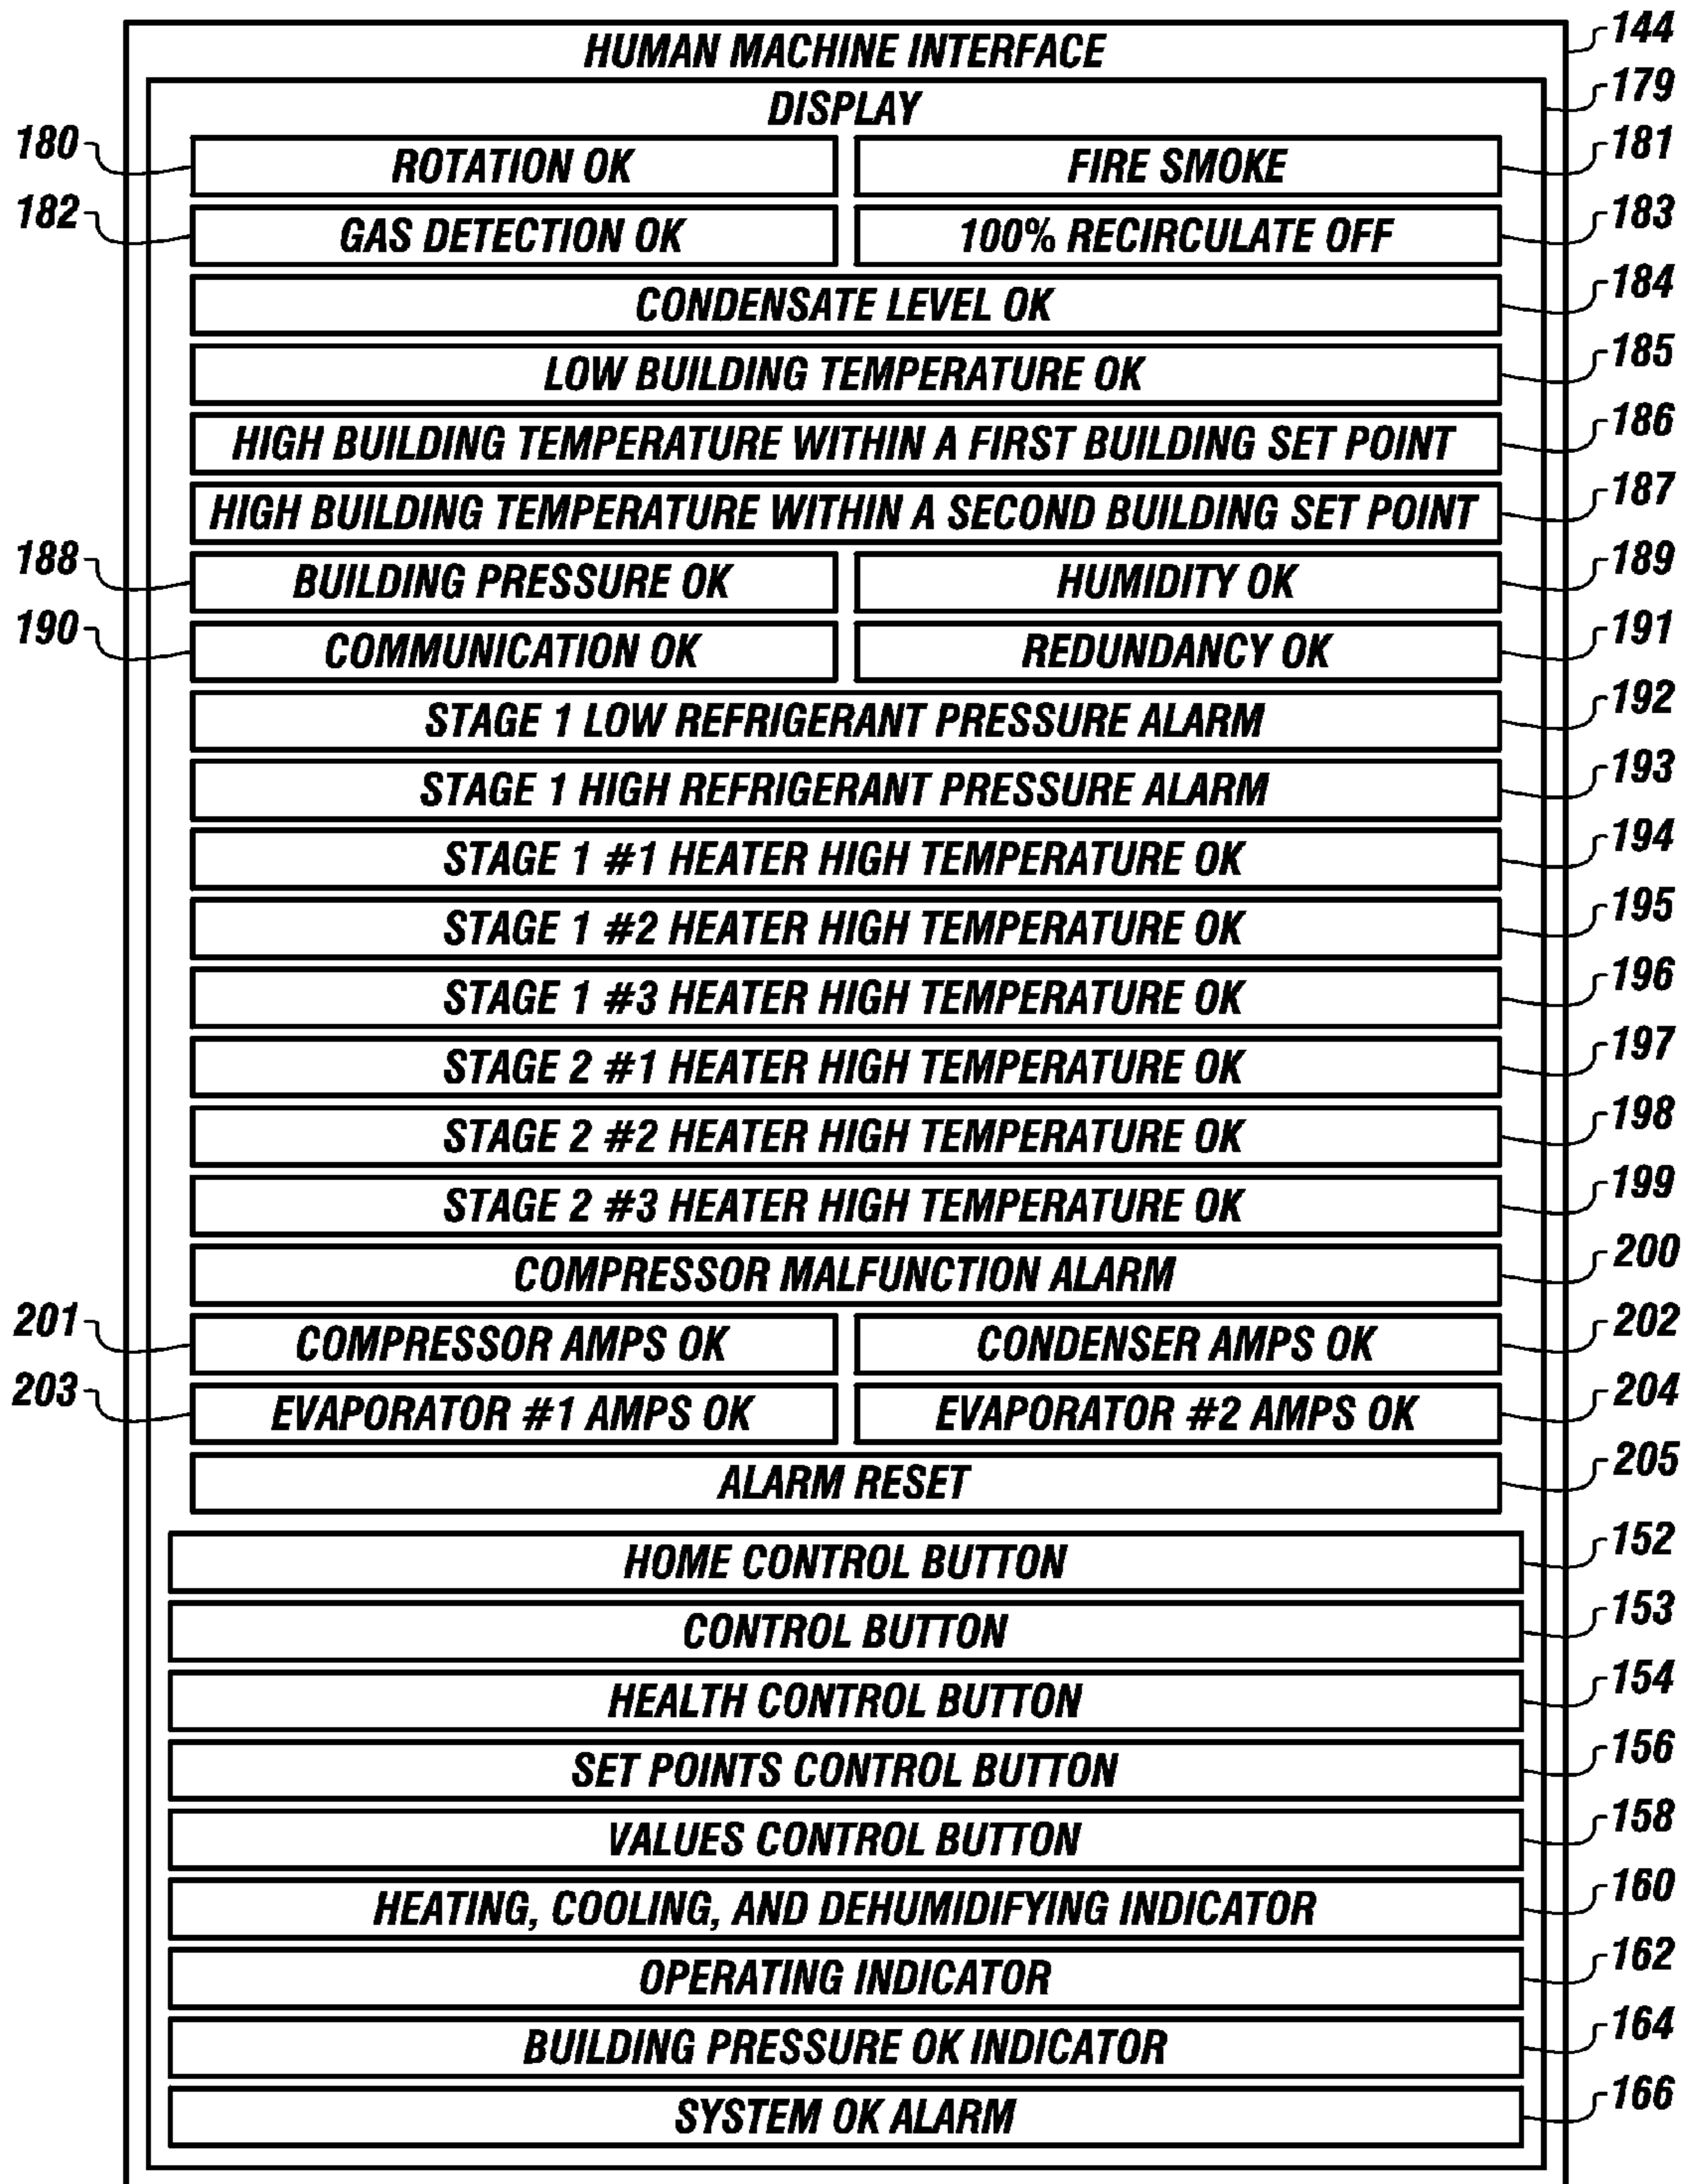 HUMAN MACHINE INTERFACE 144
DISPLAY 179
180 ROTATION OK FIRE SMOKE 181
182 GAS DETECTION OK 100% RECIRCULATE OFF 183
CONDENSATE LEVEL OK 184
LOW BUILDING TEMPERATURE OK 185
HIGH BUILDING TEMPERATURE WITHIN A FIRST BUILDING SET POINT 186
HIGH BUILDING TEMPERATURE WITHIN A SECOND BUILDING SET POINT 187
188 BUILDING PRESSURE OK HUMIDITY OK 189
190 COMMUNICATION OK REDUNDANCY OK 191
STAGE 1 LOW REFRIGERANT PRESSURE ALARM 192
STAGE 1 HIGH REFRIGERANT PRESSURE ALARM 193
STAGE 1 #1 HEATER HIGH TEMPERATURE OK 194
STAGE 1 #2 HEATER HIGH TEMPERATURE OK 195
STAGE 1 #3 HEATER HIGH TEMPERATURE OK 196
STAGE 2 #1 HEATER HIGH TEMPERATURE OK 197
STAGE 2 #2 HEATER HIGH TEMPERATURE OK 198
STAGE 2 #3 HEATER HIGH TEMPERATURE OK 199
COMPRESSOR MALFUNCTION ALARM 200
201 COMPRESSOR AMPS OK CONDENSER AMPS OK 202
203 EVAPORATOR #1 AMPS OK EVAPORATOR #2 AMPS OK 204
ALARM RESET 205
HOME CONTROL BUTTON 152
CONTROL BUTTON 153
HEALTH CONTROL BUTTON 154
SET POINTS CONTROL BUTTON 156
VALUES CONTROL BUTTON 158
HEATING, COOLING, AND DEHUMIDIFYING INDICATOR 160
OPERATING INDICATOR 162
BUILDING PRESSURE OK INDICATOR 164
SYSTEM OK ALARM 166